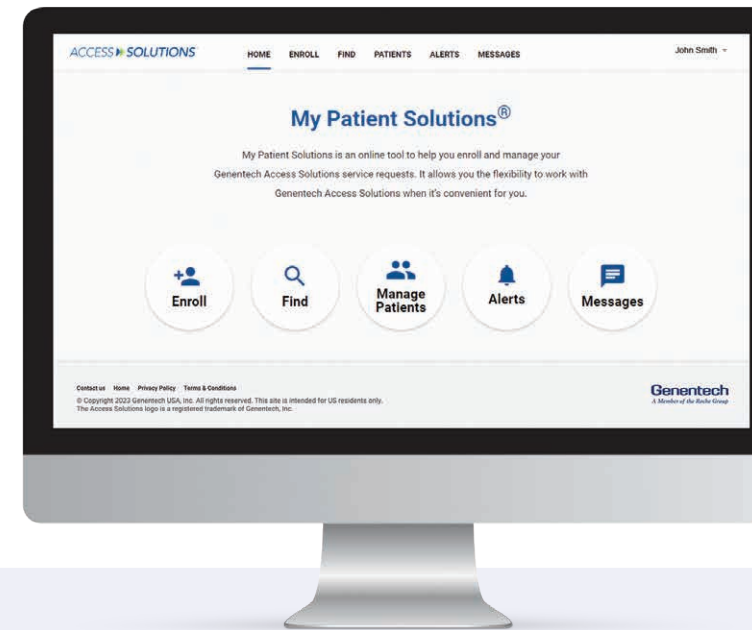 ACCESS SOLUTIONS HOME ENROLL FIND PATIENTS ALERTS MESSAGES John Smith
My Patient Solutions®
My Patient Solutions is an online tool to help you enroll and manage your
Genentech Access Solutions service requests. It allows you the flexibility to work with
Genentech Access Solutions when it's convenient for you.
Enroll
Find
Manage
Patients
Alerts
Messages
Contact us Home Privacy Policy Terms & Conditions
© Copyright 2023 Genentech USA, Inc. All rights reserved. This site is intended for US residents only.
The Access Solutions logo is a registered trademark of Genentech, Inc.
Genentech
A Member of the Roche Group